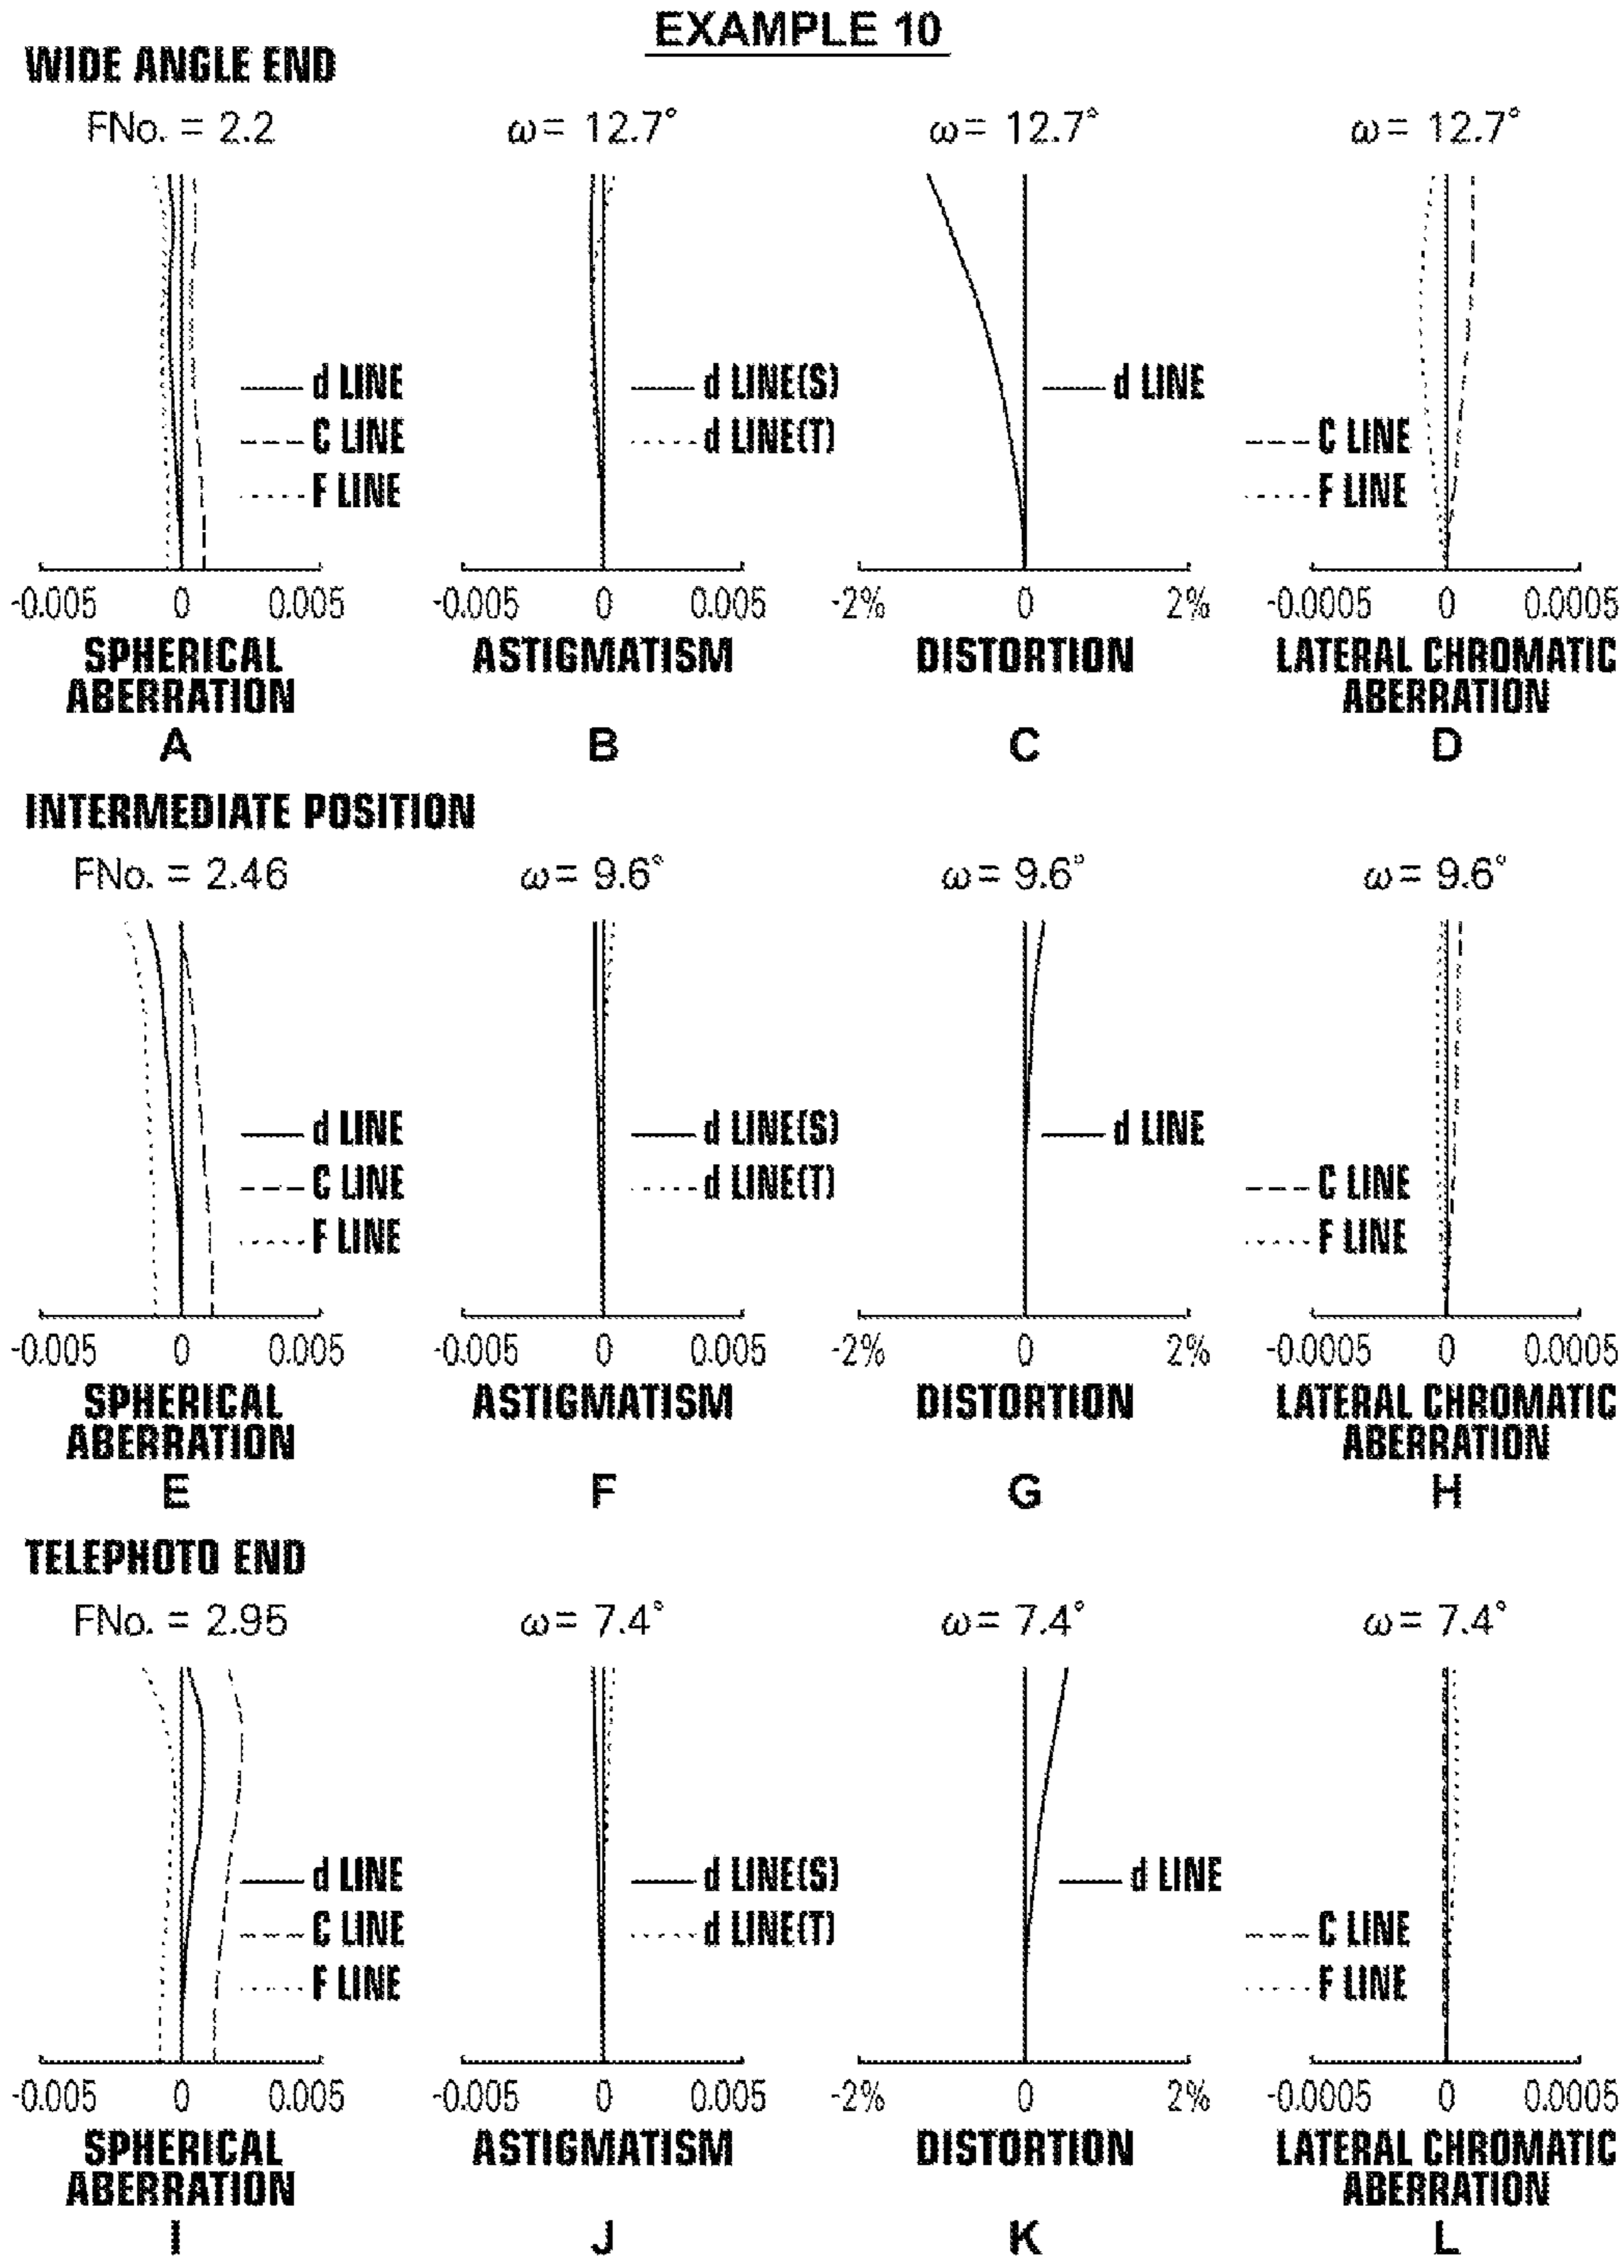 EXAMPLE 10
WIDE ANGLE END
FNo. = 2.2
ω= 12.7°
ω= 12.7°
ω= 12.7°
d LINE
C LINE
F LINE
d LINE(S)
d LINE(T)
d LINE
C LINE
F LINE
-0.005 0 0.005
-0.005 0 0.005
-2% 0 2%
-0.0005 0 0.0005
SPHERICAL
ABERRATION
ASTIGMATISM
DISTORTION
LATERAL CHROMATIC
ABERRATION
A
B
C
D
INTERMEDIATE POSITION
FNo. = 2.46
ω= 9.6°
ω= 9.6°
ω= 9.6°
d LINE
C LINE
F LINE
d LINE(S)
d LINE(T)
d LINE
C LINE
F LINE
-0.005 0 0.005
-0.005 0 0.005
-2% 0 2%
-0.0005 0 0.0005
SPHERICAL
ABERRATION
ASTIGMATISM
DISTORTION
LATERAL CHROMATIC
ABERRATION
E
F
G
H
TELEPHOTO END
FNo. = 2.95
ω= 7.4°
ω= 7.4°
ω= 7.4°
d LINE
C LINE
F LINE
d LINE(S)
d LINE(T)
d LINE
C LINE
F LINE
-0.005 0 0.005
-0.005 0 0.005
-2% 0 2%
-0.0005 0 0.0005
SPHERICAL
ABERRATION
ASTIGMATISM
DISTORTION
LATERAL CHROMATIC
ABERRATION
I
J
K
L